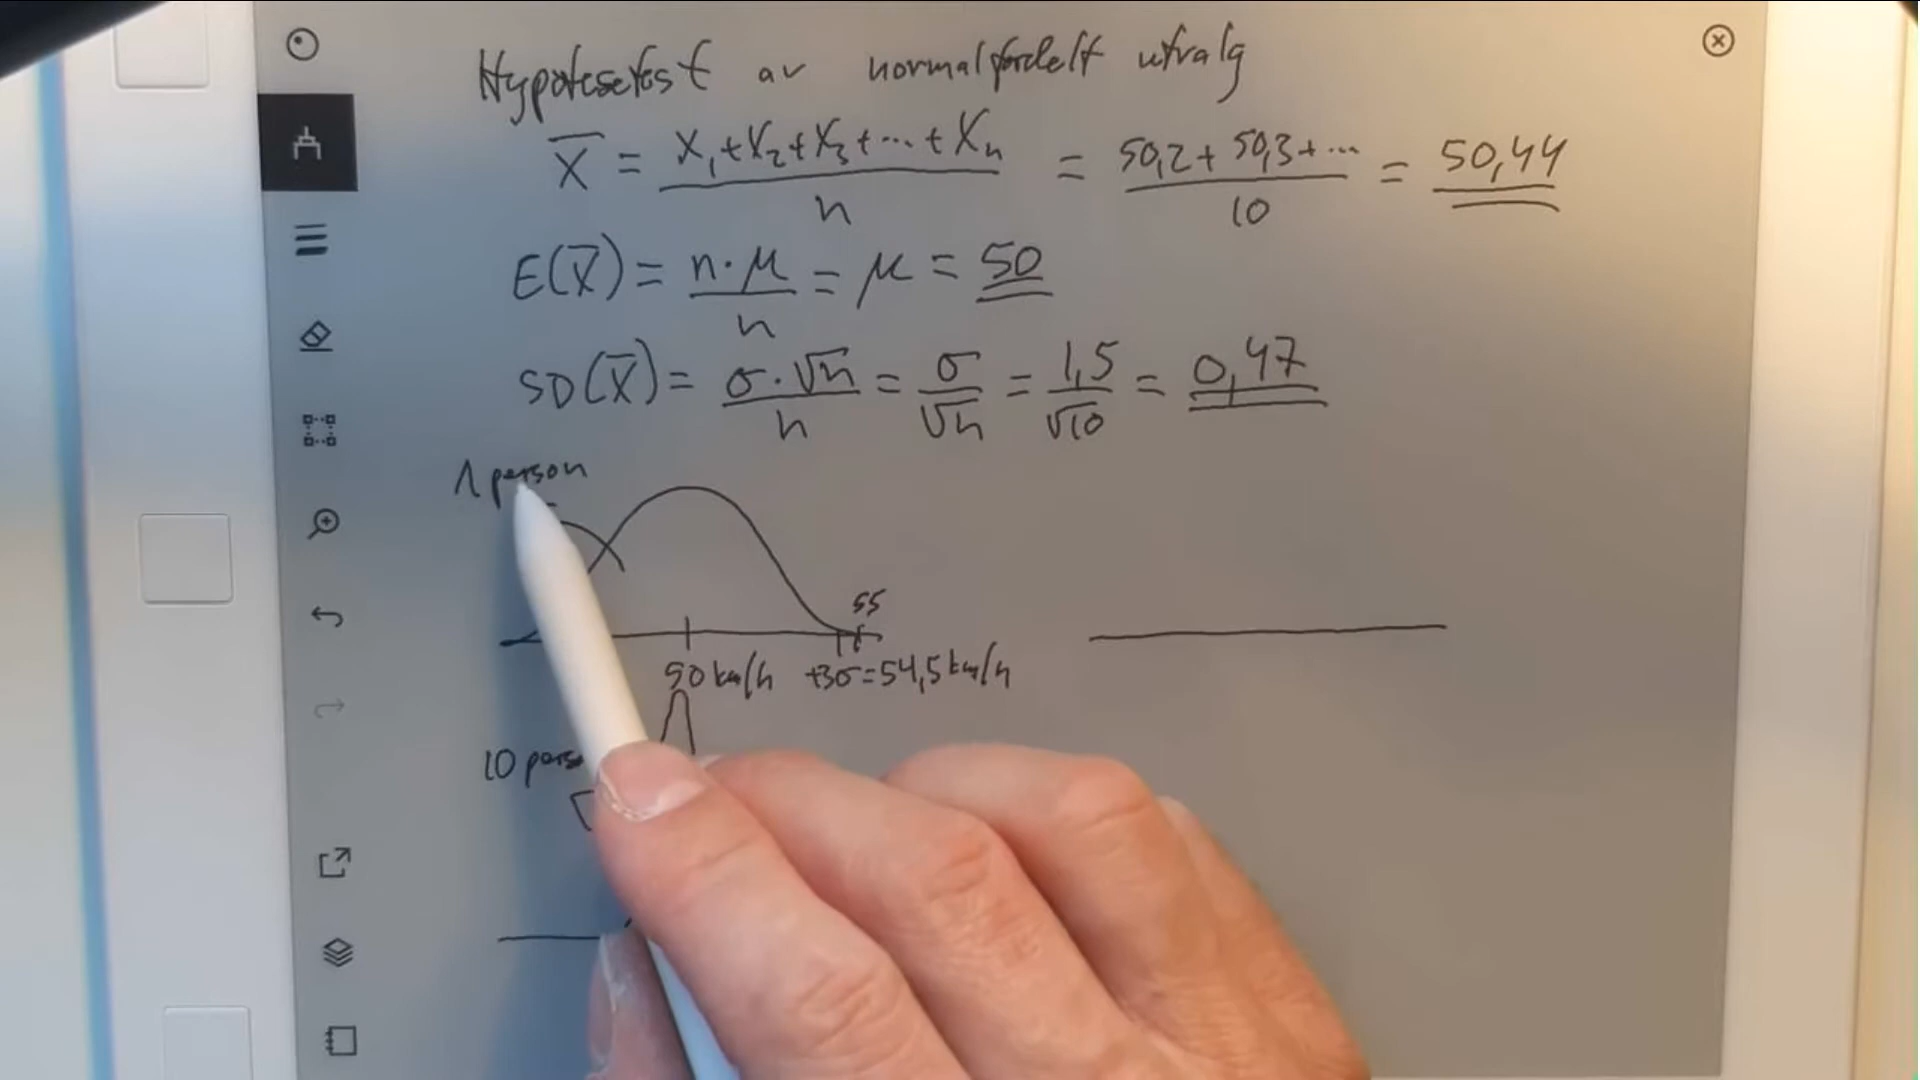 Hypotesetest av normalfordelt utvalg
X̄ = (X₁+X₂+X₃+...+Xₙ)/n = (50,2+50,3+...)/10 = 50,44
E(X̄) = (n·μ)/n = μ = 50
SD(X̄) = (σ·√n)/n = σ/√n = 1,5/√10 = 0,47
1 person
55
50 km/h +3σ=54,5 km/h
10 pers